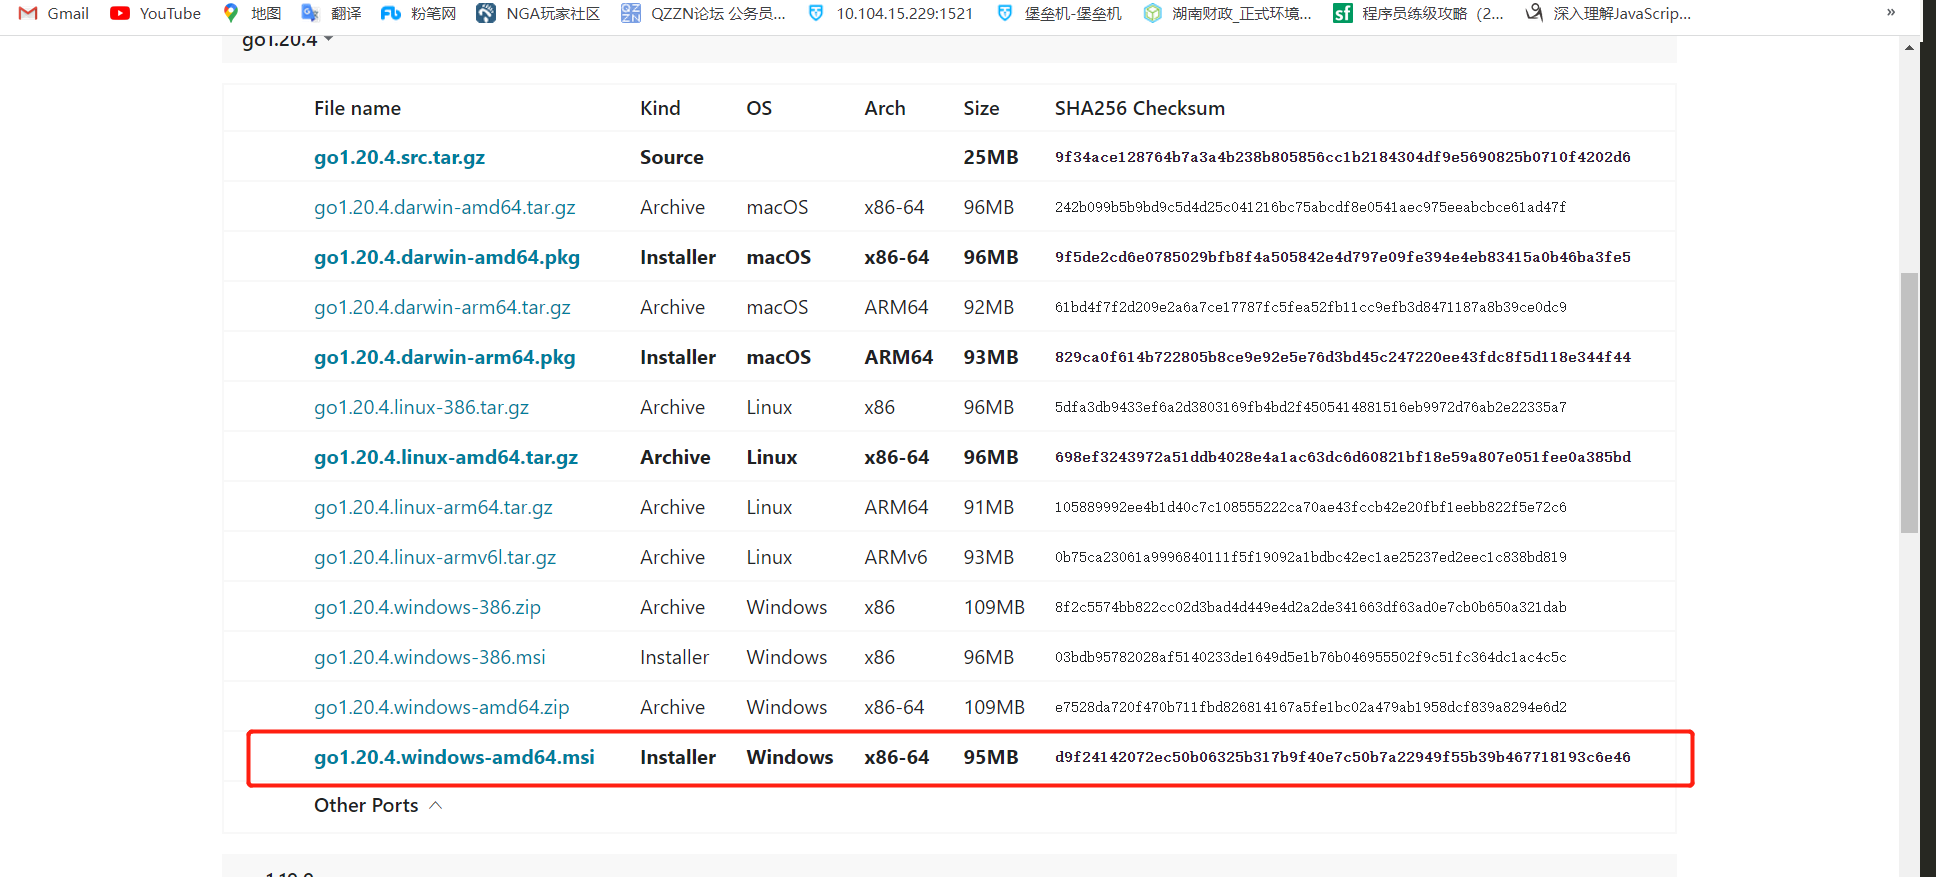 Gmail YouTube 地图 翻译 粉笔网 NGA玩家社区 QZZN论坛 公务员... 10.104.15.229:1521 堡垒机-堡垒机 湖南财政_正式环境... 程序员练级攻略（2... 深入理解JavaScrip... »
go1.20.4
File name Kind OS Arch Size SHA256 Checksum
go1.20.4.src.tar.gz Source 25MB 9f34ace128764b7a3a4b238b805856cc1b2184304df9e5690825b0710f4202d6
go1.20.4.darwin-amd64.tar.gz Archive macOS x86-64 96MB 242b099b5b9bd9c5d4d25c041216bc75abcdf8e0541aec975eeabcbce61ad47f
go1.20.4.darwin-amd64.pkg Installer macOS x86-64 96MB 9f5de2cd6e0785029bfb8f4a505842e4d797e09fe394e4eb83415a0b46ba3fe5
go1.20.4.darwin-arm64.tar.gz Archive macOS ARM64 92MB 61bd4f7f2d209e2a6a7ce17787fc5fea52fb11cc9efb3d8471187a8b39ce0dc9
go1.20.4.darwin-arm64.pkg Installer macOS ARM64 93MB 829ca0f614b722805b8ce9e92e5e76d3bd45c247220ee43fdc8f5d118e344f44
go1.20.4.linux-386.tar.gz Archive Linux x86 96MB 5dfa3db9433ef6a2d3803169fb4bd2f4505414881516eb9972d76ab2e22335a7
go1.20.4.linux-amd64.tar.gz Archive Linux x86-64 96MB 698ef3243972a51ddb4028e4a1ac63dc6d60821bf18e59a807e051fee0a385bd
go1.20.4.linux-arm64.tar.gz Archive Linux ARM64 91MB 105889992ee4b1d40c7c108555222ca70ae43fccb42e20fbf1eebb822f5e72c6
go1.20.4.linux-armv6l.tar.gz Archive Linux ARMv6 93MB 0b75ca23061a9996840111f5f19092a1bdbc42ec1ae25237ed2eec1c838bd819
go1.20.4.windows-386.zip Archive Windows x86 109MB 8f2c5574bb822cc02d3bad4d449e4d2a2de341663df63ad0e7cb0b650a321dab
go1.20.4.windows-386.msi Installer Windows x86 96MB 03bdb95782028af5140233de1649d5e1b76b046955502f9c51fc364dc1ac4c5c
go1.20.4.windows-amd64.zip Archive Windows x86-64 109MB e7528da720f470b711fbd826814167a5fe1bc02a479ab1958dcf839a8294e6d2
go1.20.4.windows-amd64.msi Installer Windows x86-64 95MB d9f24142072ec50b06325b317b9f40e7c50b7a22949f55b39b467718193c6e46
Other Ports